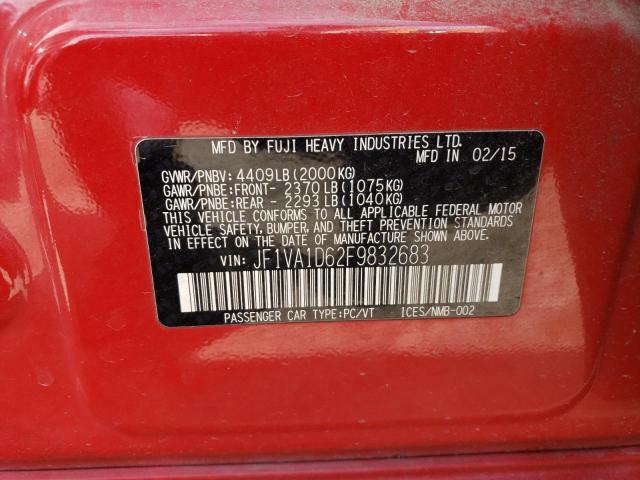 MFD BY FUJI HEAVY INDUSTRIES LTD.
MFD IN 02/15
GVWR/PNBV: 4409LB(2000KG)
GAWR/PNBE:FRONT- 2370LB(1075KG)
GAWR/PNBE:REAR - 2293LB(1040KG)
THIS VEHICLE CONFORMS TO ALL APPLICABLE FEDERAL MOTOR
VEHICLE SAFETY, BUMPER, AND THEFT PREVENTION STANDARDS
IN EFFECT ON THE DATE OF MANUFACTURE SHOWN ABOVE.
VIN: JF1VA1D62F9832683
PASSENGER CAR TYPE:PC/VT ICES/NMB-002